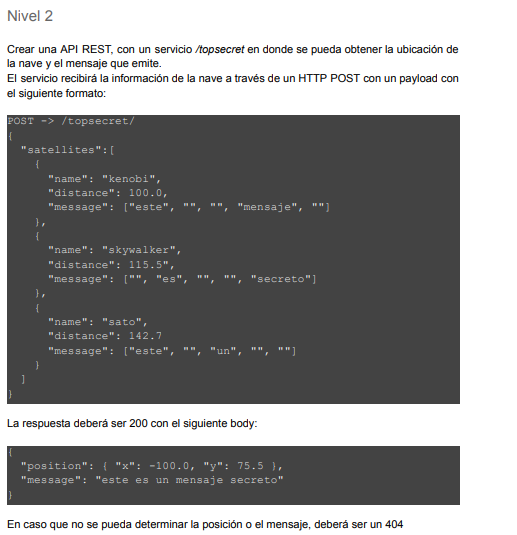 Nivel 2
Crear una API REST, con un servicio /topsecret en donde se pueda obtener la ubicación de
la nave y el mensaje que emite.
El servicio recibirá la información de la nave a través de un HTTP POST con un payload con
el siguiente formato:
POST -> /topsecret/
{
"satellites":[
{
"name": "kenobi",
"distance": 100.0,
"message": ["este", "", "", "mensaje", ""]
},
{
"name": "skywalker",
"distance": 115.5",
"message": ["", "es", "", "", "secreto"]
},
{
"name": "sato",
"distance": 142.7
"message": ["este", "", "un", "", ""]
}
]
}
La respuesta deberá ser 200 con el siguiente body:
{
"position": { "x": -100.0, "y": 75.5 },
"message": "este es un mensaje secreto"
}
En caso que no se pueda determinar la posición o el mensaje, deberá ser un 404